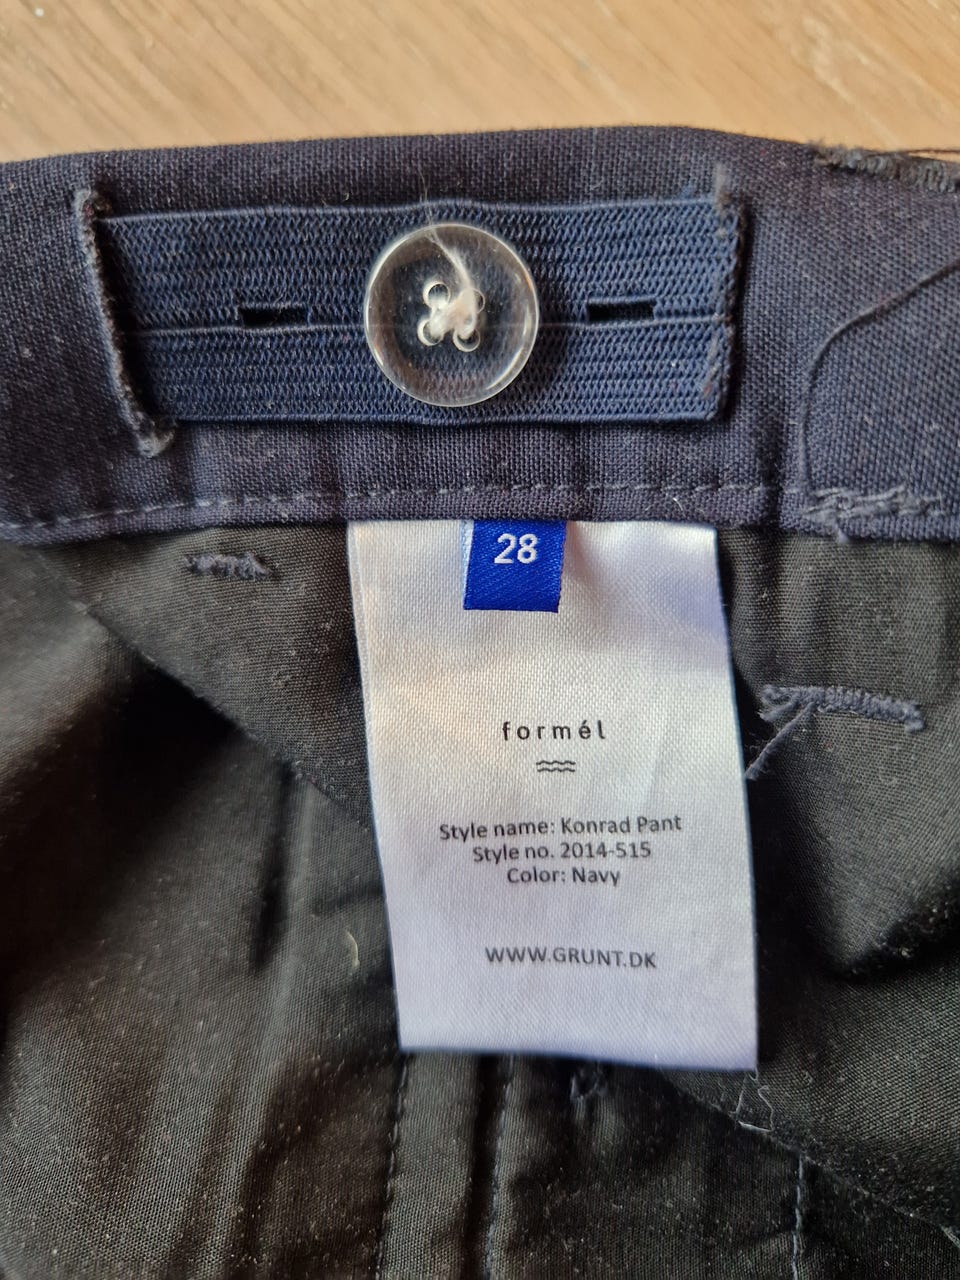 28
formél
Style name: Konrad Pant
Style no. 2014-515
Color: Navy
WWW.GRUNT.DK